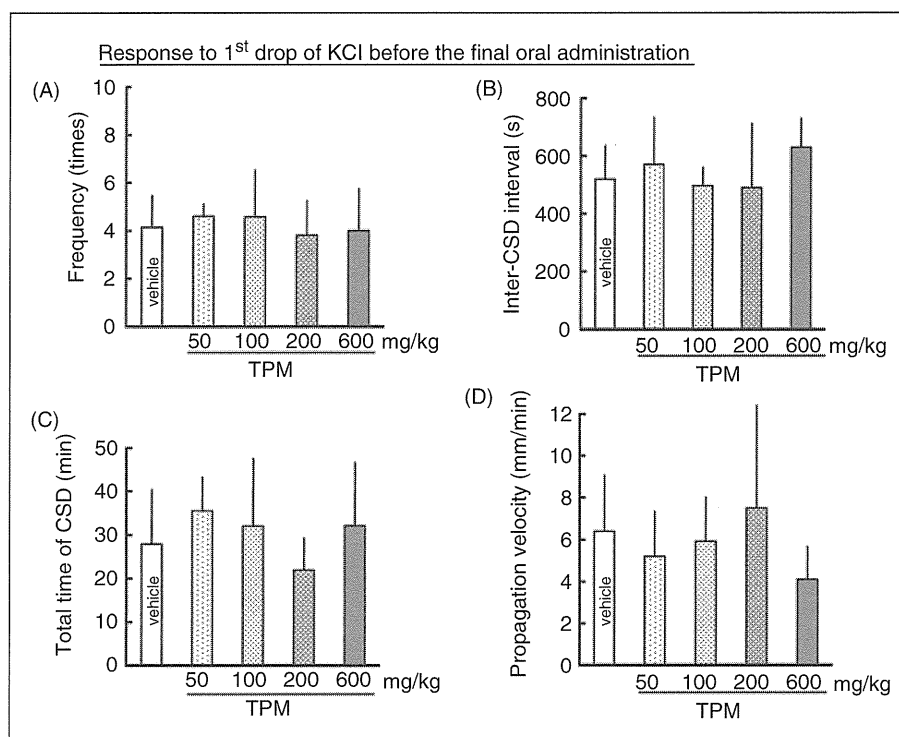 Response to 1st drop of KCI before the final oral administration
(A)
Frequency (times)
10
8
6
4
2
0
vehicle
50 100 200 600 mg/kg
TPM
(B)
Inter-CSD interval (s)
800
600
400
200
0
vehicle
50 100 200 600 mg/kg
TPM
(C)
Total time of CSD (min)
50
40
30
20
10
0
vehicle
50 100 200 600 mg/kg
TPM
(D)
Propagation velocity (mm/min)
12
10
8
6
4
2
0
vehicle
50 100 200 600 mg/kg
TPM